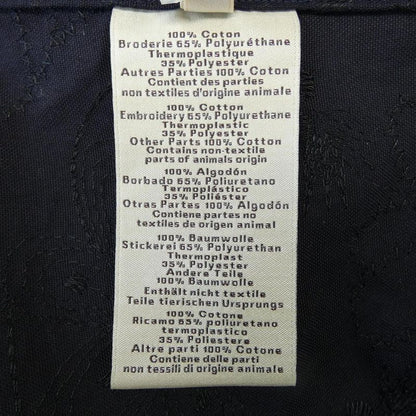 100% Coton
Broderie 65% Polyuréthane
Thermoplastique
35% Polyester
Autres Parties 100% Coton
Contient des parties
non textiles d'origine animale
100% Cotton
Embroidery 65% Polyurethane
Thermoplastic
35% Polyester
Other Parts 100% Cotton
Contains non-textile
parts of animals origin
100% Algodón
Borbado 65% Poliuretano
Termoplástico
35% Poliéster
Otras Partes 100% Algodón
Contiene partes no
textiles de origen animal
100% Baumwolle
Stickerei 65% Polyurethan
Thermoplast
35% Polyester
Andere Teile
100% Baumwolle
Enthält nicht textile
Teile tierischen Ursprungs
100% Cotone
Ricamo 65% poliuretano
termoplastico
35% Poliestere
Altre parti 100% Cotone
Contiene delle parti
non tessili di origine animale